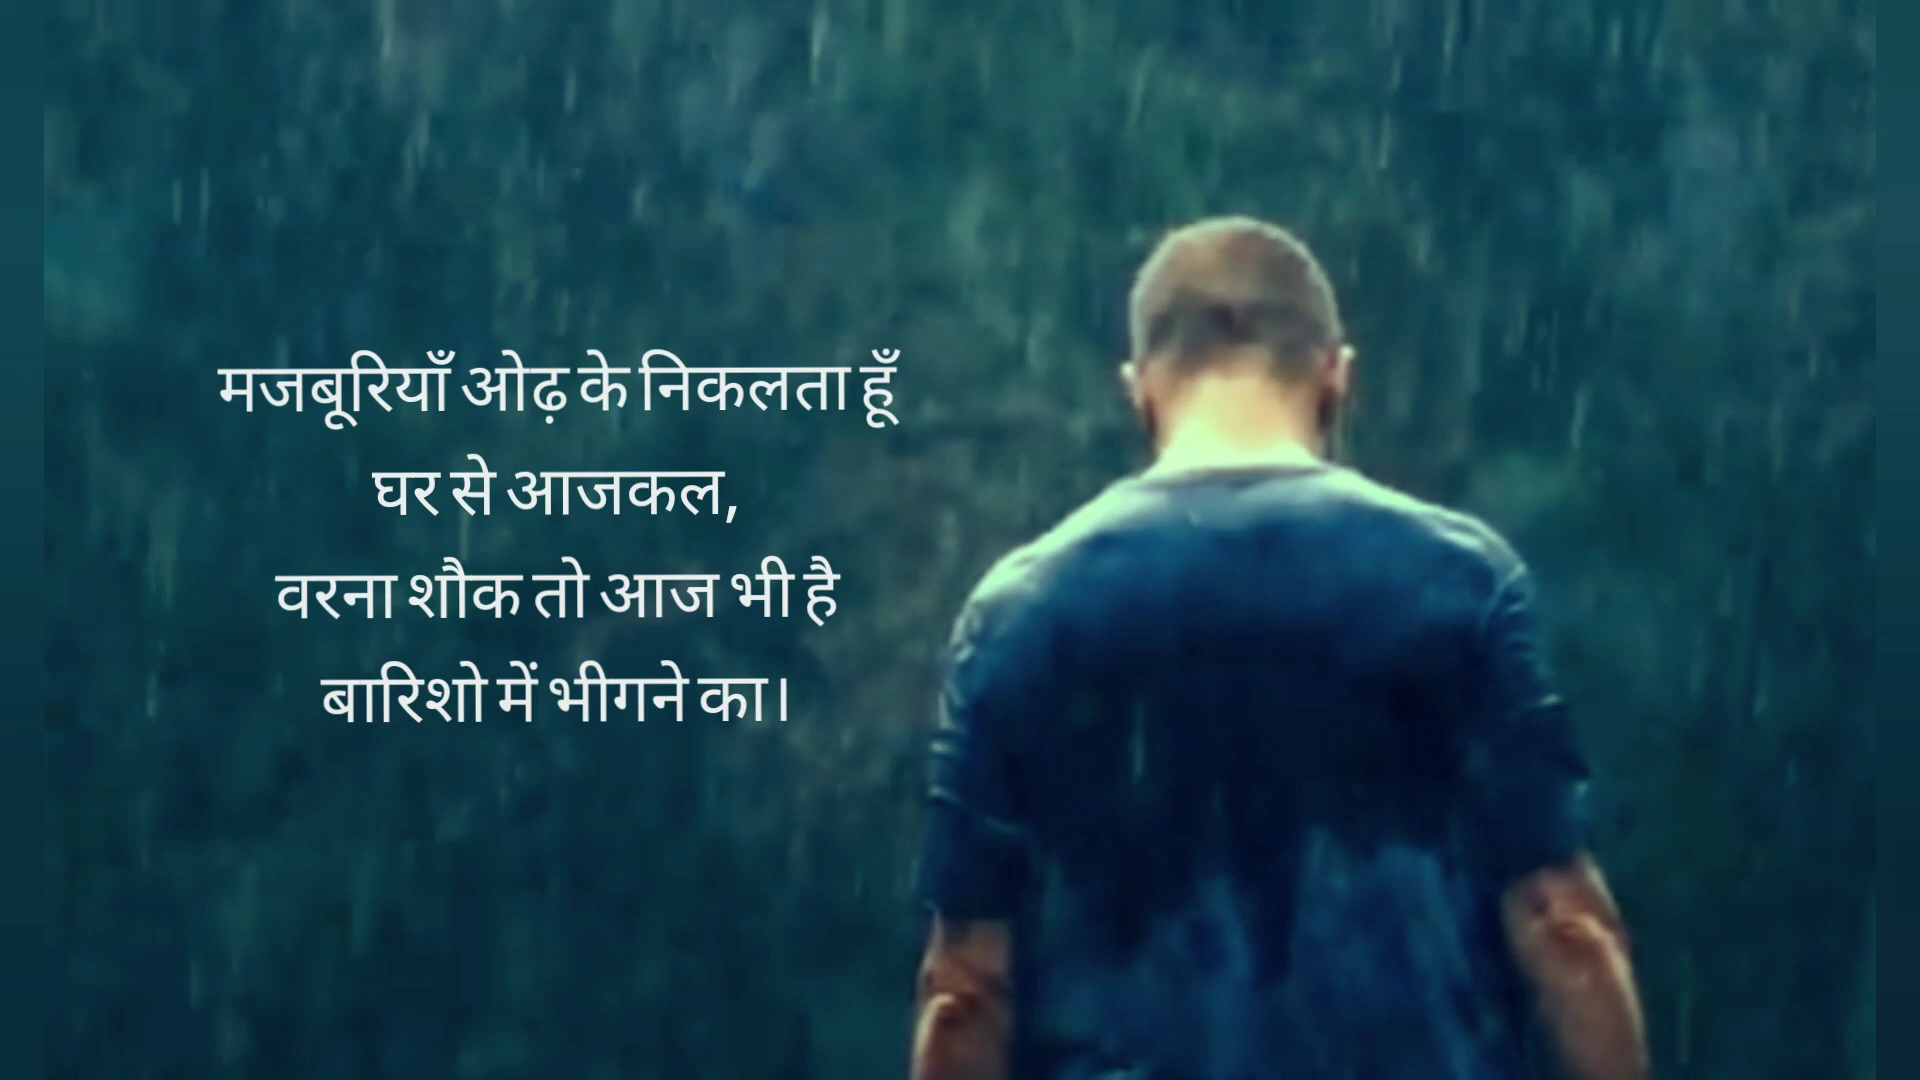 मजबूरियाँ ओढ़ के निकलता हूँ
घर से आजकल,
वरना शौक तो आज भी है
बारिशो में भीगने का।